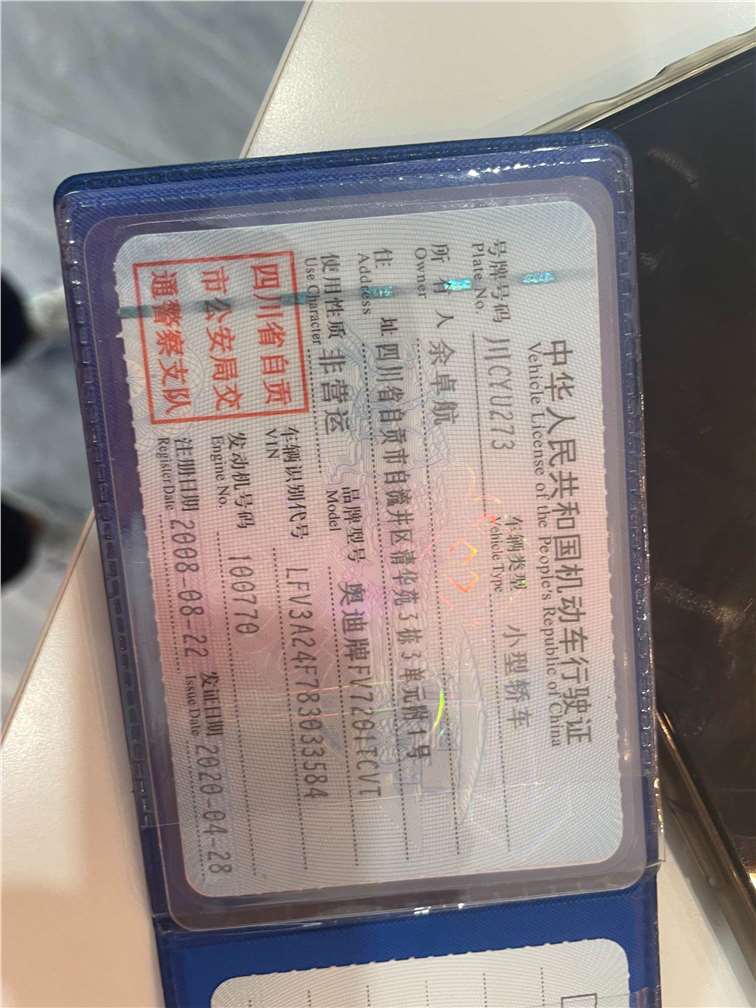 中华人民共和国机动车行驶证
Vehicle License of the People's Republic of China
号牌号码 川CYU273 车辆类型 小型轿车
Plate No. Vehicle Type
所有人 余卓航
Owner
住址 四川省自贡市自流井区清华苑3栋3单元附1号
Address
使用性质 非营运 品牌型号 奥迪牌FV7201TCVT
Use Character Model
四川省自贡
市公安局交
通警察支队
车辆识别代号 LFV3A24F783033584
VIN
发动机号码 100770
Engine No.
注册日期 2008-08-22 发证日期 2020-04-28
Register Date Issue Date